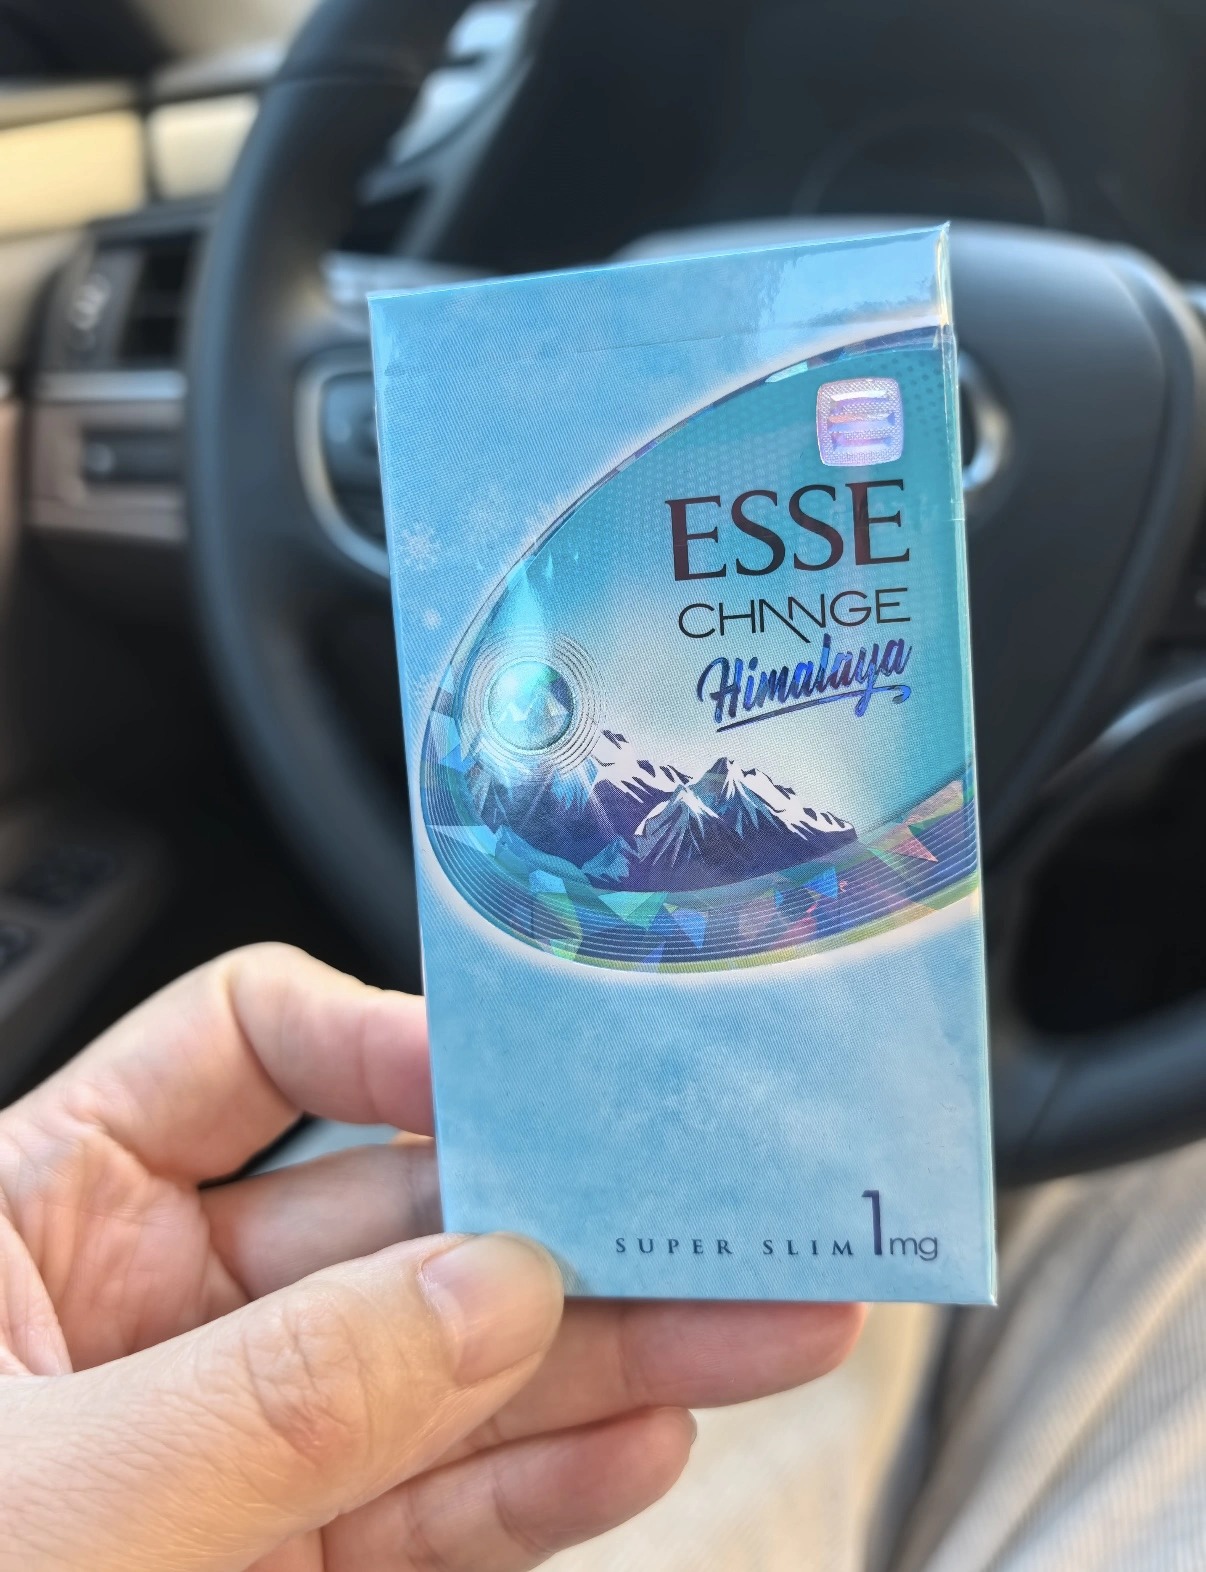 ESSE
CHANGE
Himalaya
SUPER SLIM 1mg